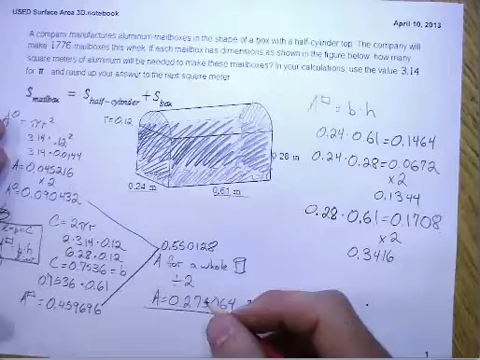 USED Surface Area 3D.notebook
April 10, 2013
A company manufactures aluminum mailboxes in the shape of a box with a half-cylinder top. The company will
make 1776 mailboxes this week. If each mailbox has dimensions as shown in the figure below, how many
square meters of aluminum will be needed to make these mailboxes? In your calculations, use the value 3.14
for π and round up your answer to the next square meter.
S mailbox = S half-cylinder + S box
r=0.12
0.28 m
0.24 m
0.61 m
A = πr²
3.14 · .12²
3.14 · 0.0144
A = 0.045216
× 2
A = 0.090432
b·h
C = 2πr
2·3.14·0.12
6.28·0.12
C = 0.7536 = b
0.7536 · 0.61
A = 0.459696
0.550128
A for a whole
÷2
A = b·h
0.24 · 0.61 = 0.1464
0.24 · 0.28 = 0.0672
×2
0.1344
0.28 · 0.61 = 0.1708
×2
0.3416
1